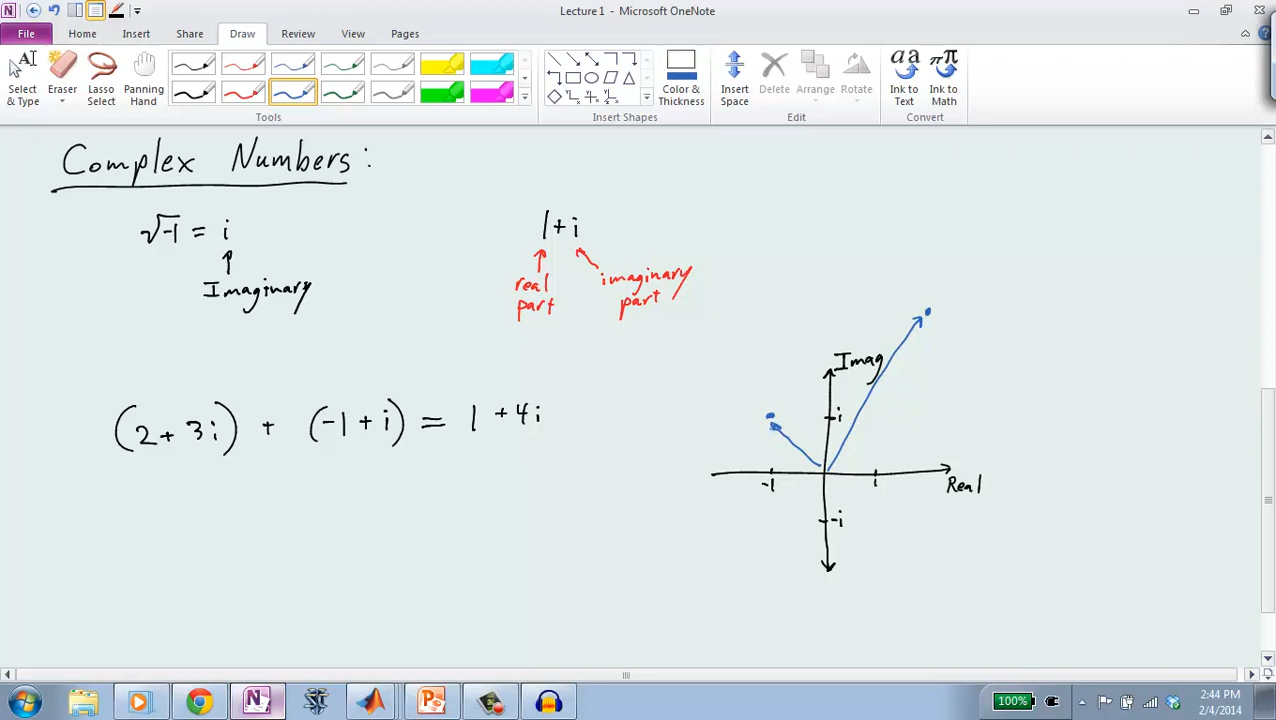 Lecture1 - Microsoft OneNote
File Home Insert Share Draw Review View Pages
Select & Type
Eraser
Lasso Select
Panning Hand
Color & Thickness
Insert Space
Delete
Arrange
Rotate
Ink to Text
Ink to Math
Tools
Insert Shapes
Edit
Convert
Complex Numbers:
√-1 = i
Imaginary
1 + i
real part
imaginary part
(2 + 3i) + (-1 + i) = 1 + 4i
Imag
i
-1
1
Real
-i
100%
2:44 PM
2/4/2014